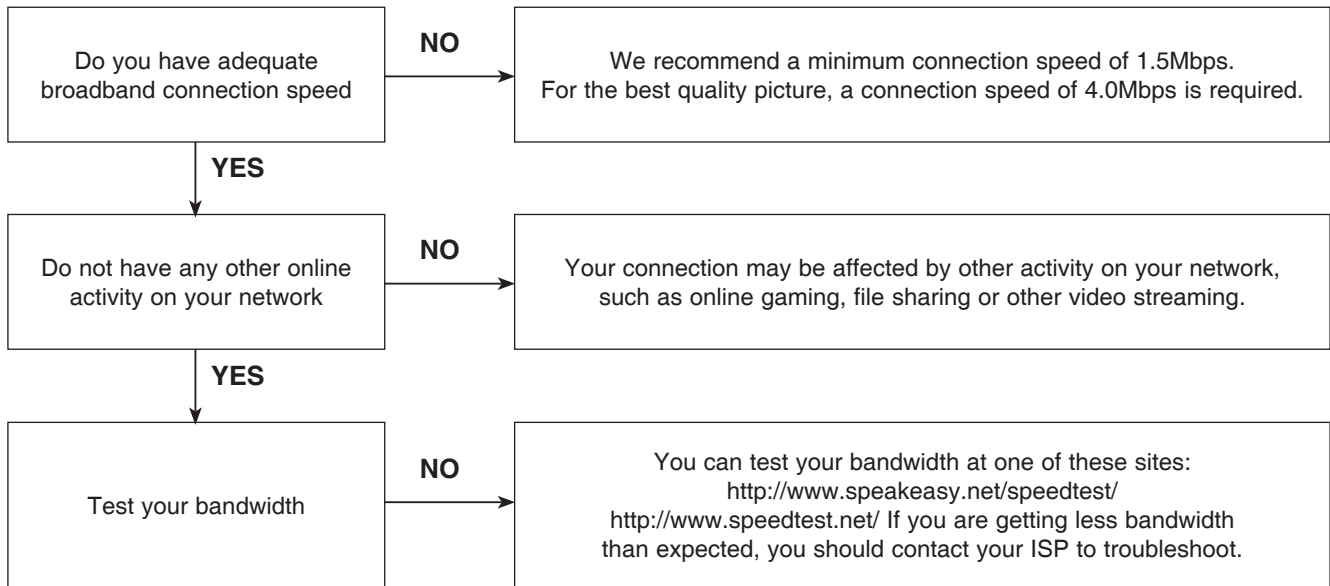 Do you have adequate
broadband connection speed
NO
We recommend a minimum connection speed of 1.5Mbps.
For the best quality picture, a connection speed of 4.0Mbps is required.
YES
Do not have any other online
activity on your network
NO
Your connection may be affected by other activity on your network,
such as online gaming, file sharing or other video streaming.
YES
Test your bandwidth
NO
You can test your bandwidth at one of these sites:
http://www.speakeasy.net/speedtest/
http://www.speedtest.net/ If you are getting less bandwidth
than expected, you should contact your ISP to troubleshoot.